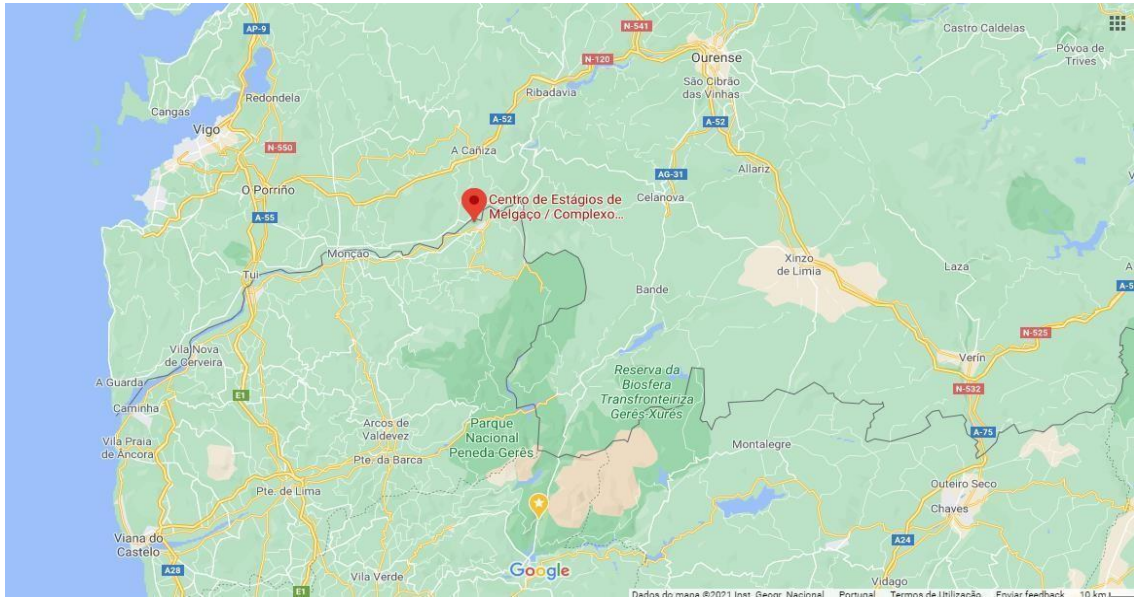 AP-9
N-541
Castro Caldelas
Póvoa de
Trives
N-120
Ourense
São Cibrão
das Vinhas
Ribadavia
Redondela
Cangas
Vigo
A-52
A-52
N-550
A Cañiza
Allariz
AG-31
O Porriño
Celanova
Centro de Estágios de
Melgaço / Complexo...
A-55
Monção
Tui
Xinzo
de Limia
Laza
Bande
N-525
Vila Nova
de Cerveira
Verín
Reserva da
Biosfera
Transfronteiriza
Gerês-Xurés
A Guarda
E1
N-532
Caminha
Arcos de
Valdevez
Parque
Nacional
Peneda-Gerês
A-75
Vila Praia
de Âncora
Montalegre
Pte. da Barca
Pte. de Lima
Outeiro Seco
Chaves
Viana do
Castelo
A24
A28
Google
Vila Verde
Vidago
E1
Dados do mapa ©2021 Inst. Geogr. Nacional Portugal Termos de Utilização Enviar feedback 10 km